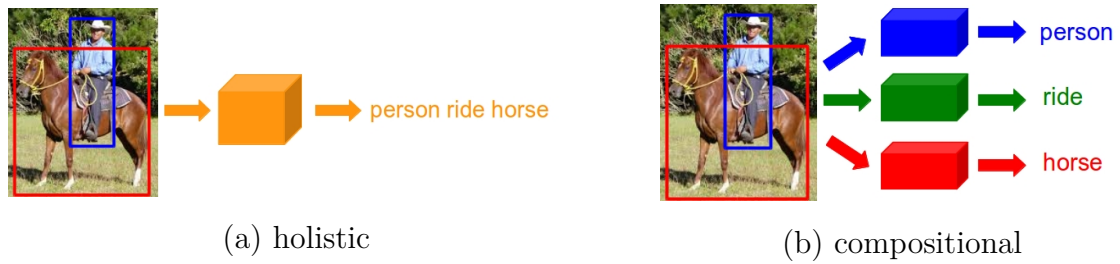 person ride horse
(a) holistic
person
ride
horse
(b) compositional